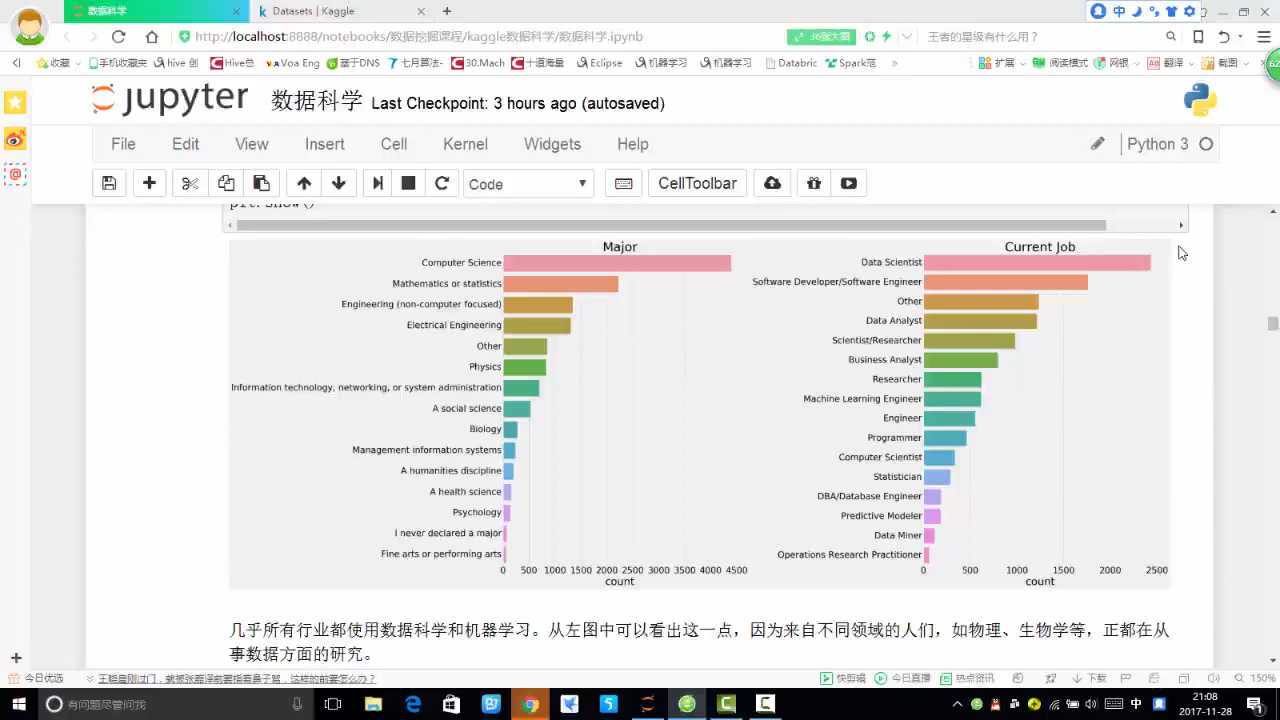 数据科学
Datasets | Kaggle
http://localhost:8888/notebooks/数据挖掘课程/kaggle数据科学/数据科学.ipynb
王者的星级有什么用?
收藏 手机收藏夹 hive 创 Hive总 Voa Eng 基于DNS 七月算法- 30.Mach 十道海量 Eclipse 机器学习 机器学习 Databric Spark范 » 扩展 阅读模式 网银 翻译 截图
jupyter 数据科学 Last Checkpoint: 3 hours ago (autosaved)
File Edit View Insert Cell Kernel Widgets Help Python 3
Code CellToolbar
plt.show()
Major
Computer Science
Mathematics or statistics
Engineering (non-computer focused)
Electrical Engineering
Other
Physics
Information technology, networking, or system administration
A social science
Biology
Management information systems
A humanities discipline
A health science
Psychology
I never declared a major
Fine arts or performing arts
0 500 1000 1500 2000 2500 3000 3500 4000 4500
count
Current Job
Data Scientist
Software Developer/Software Engineer
Other
Data Analyst
Scientist/Researcher
Business Analyst
Researcher
Machine Learning Engineer
Engineer
Programmer
Computer Scientist
Statistician
DBA/Database Engineer
Predictive Modeler
Data Miner
Operations Research Practitioner
0 500 1000 1500 2000 2500
count
几乎所有行业都使用数据科学和机器学习。从左图中可以看出这一点，因为来自不同领域的人们，如物理、生物学等，正都在从
事数据方面的研究。
今日优选 快剪辑 今日直播 热点资讯 下载 150%
有问题尽管问我
中
21:08
2017-11-28